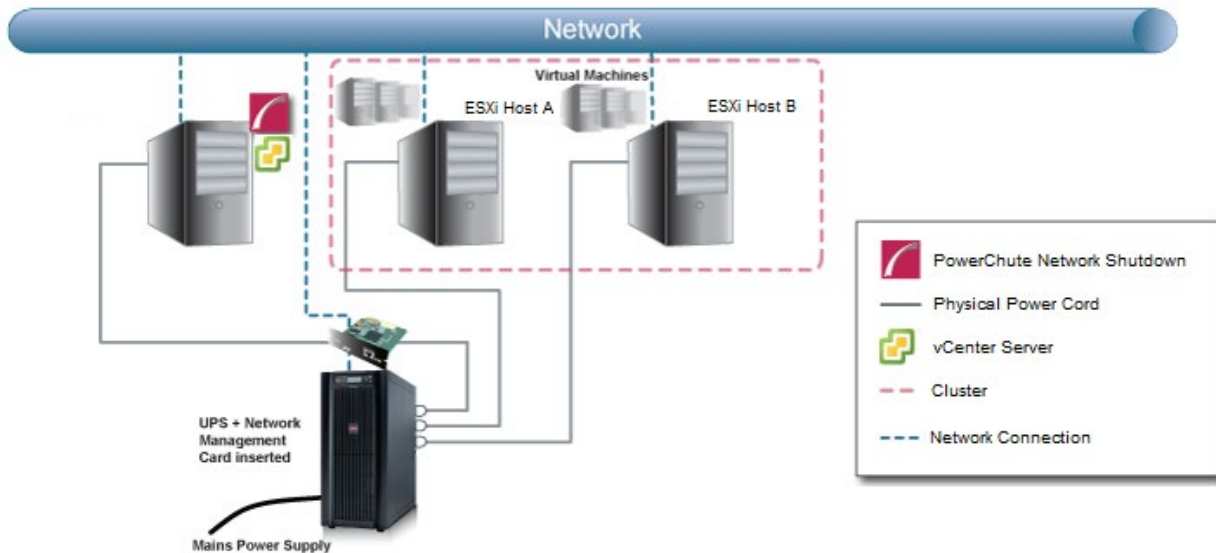 Network
Virtual Machines
ESXi Host A
ESXi Host B
PowerChute Network Shutdown
Physical Power Cord
vCenter Server
Cluster
Network Connection
UPS + Network
Management
Card inserted
Mains Power Supply